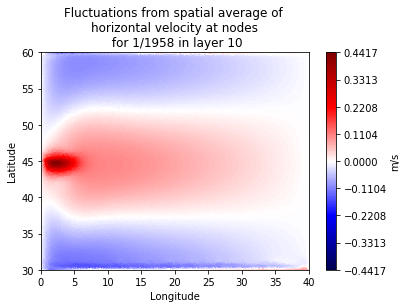 Fluctuations from spatial average of
horizontal velocity at nodes
for 1/1958 in layer 10
60
55
50
45
40
35
30
Latitude
0 5 10 15 20 25 30 35 40
Longitude
0.4417
0.3313
0.2208
0.1104
0.0000
−0.1104
−0.2208
−0.3313
−0.4417
m/s